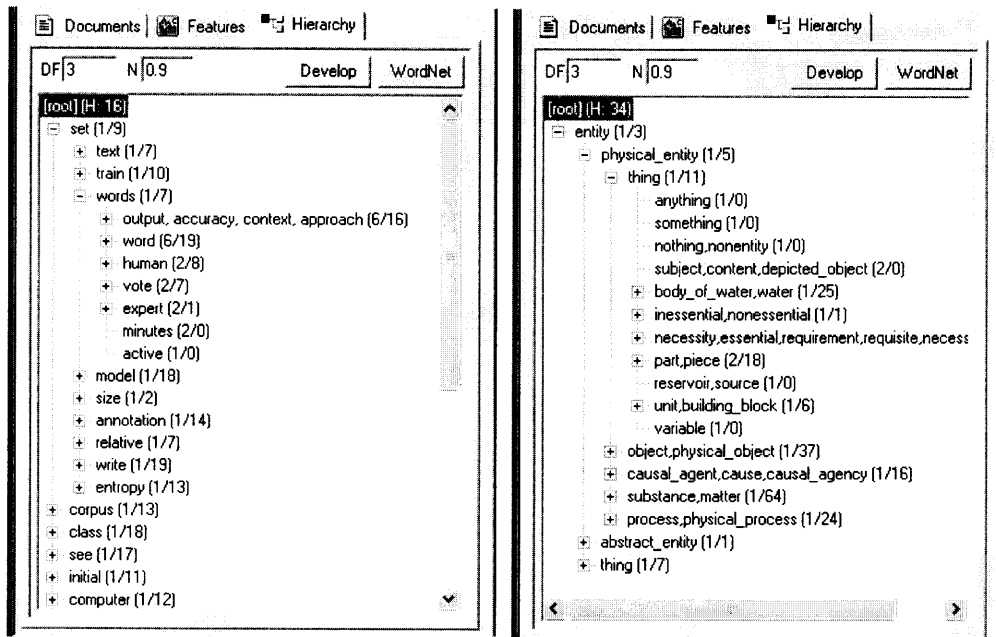 Documents Features Hierarchy
DF 3 N 0.9 Develop WordNet
[root] (H: 16)
set (1/9)
text (1/7)
train (1/10)
words (1/7)
output, accuracy, context, approach (6/16)
word (6/19)
human (2/8)
vote (2/7)
expert (2/1)
minutes (2/0)
active (1/0)
model (1/18)
size (1/2)
annotation (1/14)
relative (1/7)
write (1/19)
entropy (1/13)
corpus (1/13)
class (1/18)
see (1/17)
initial (1/11)
computer (1/12)
Documents Features Hierarchy
DF 3 N 0.9 Develop WordNet
[root] (H: 34)
entity (1/3)
physical_entity (1/5)
thing (1/11)
anything (1/0)
something (1/0)
nothing,nonentity (1/0)
subject,content,depicted_object (2/0)
body_of_water,water (1/25)
inessential,nonessential (1/1)
necessity,essential,requirement,requisite,necess
part,piece (2/18)
reservoir,source (1/0)
unit,building_block (1/6)
variable (1/0)
object,physical_object (1/37)
causal_agent,cause,causal_agency (1/16)
substance,matter (1/64)
process,physical_process (1/24)
abstract_entity (1/1)
thing (1/7)